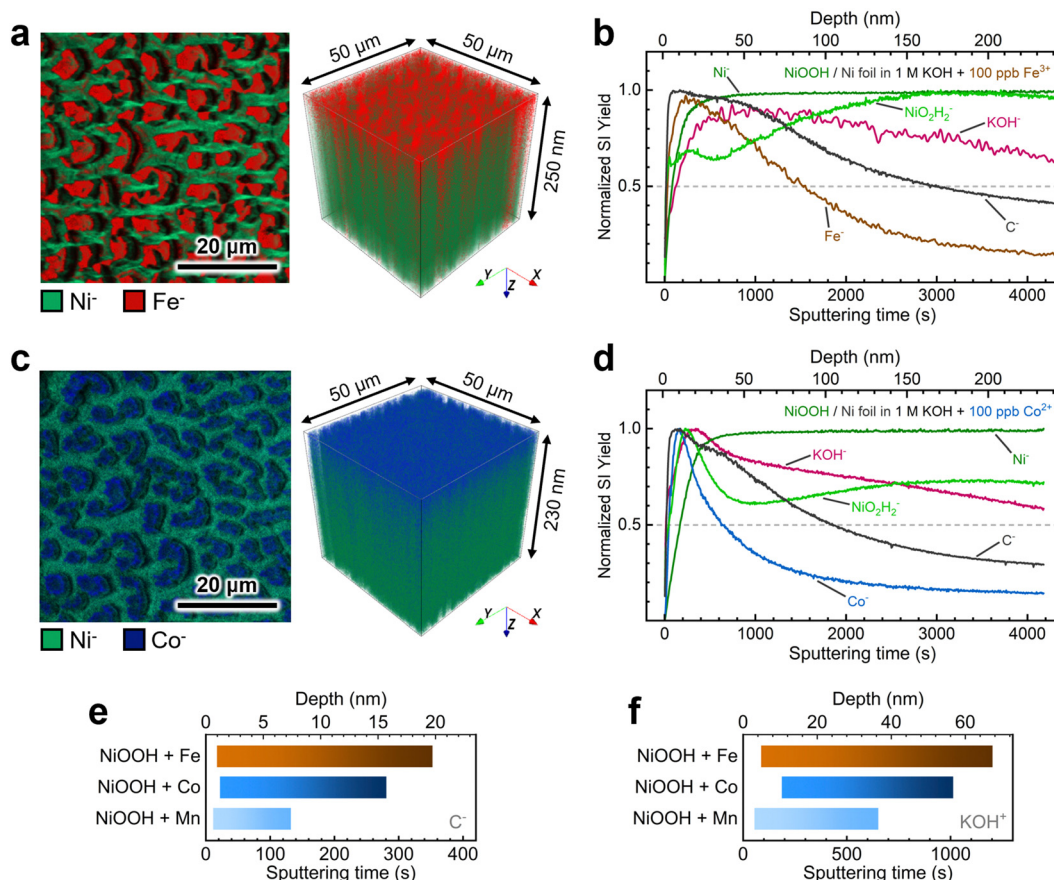 a
50 µm
50 µm
250 nm
20 µm
Ni- Fe-
Y Z X
b
Depth (nm)
0 50 100 150 200
NiOOH / Ni foil in 1 M KOH + 100 ppb Fe3+
Ni-
NiO2H2-
KOH-
C-
Fe-
Normalized SI Yield
1.0
0.5
0 1000 2000 3000 4000
Sputtering time (s)
c
50 µm
50 µm
230 nm
20 µm
Ni- Co-
Y Z X
d
Depth (nm)
0 50 100 150 200
NiOOH / Ni foil in 1 M KOH + 100 ppb Co2+
KOH-
Ni-
NiO2H2-
C-
Co-
Normalized SI Yield
1.0
0.5
0 1000 2000 3000 4000
Sputtering time (s)
e
Depth (nm)
0 5 10 15 20
NiOOH + Fe
NiOOH + Co
NiOOH + Mn
C-
0 100 200 300 400
Sputtering time (s)
f
Depth (nm)
0 20 40 60
NiOOH + Fe
NiOOH + Co
NiOOH + Mn
KOH+
0 500 1000
Sputtering time (s)